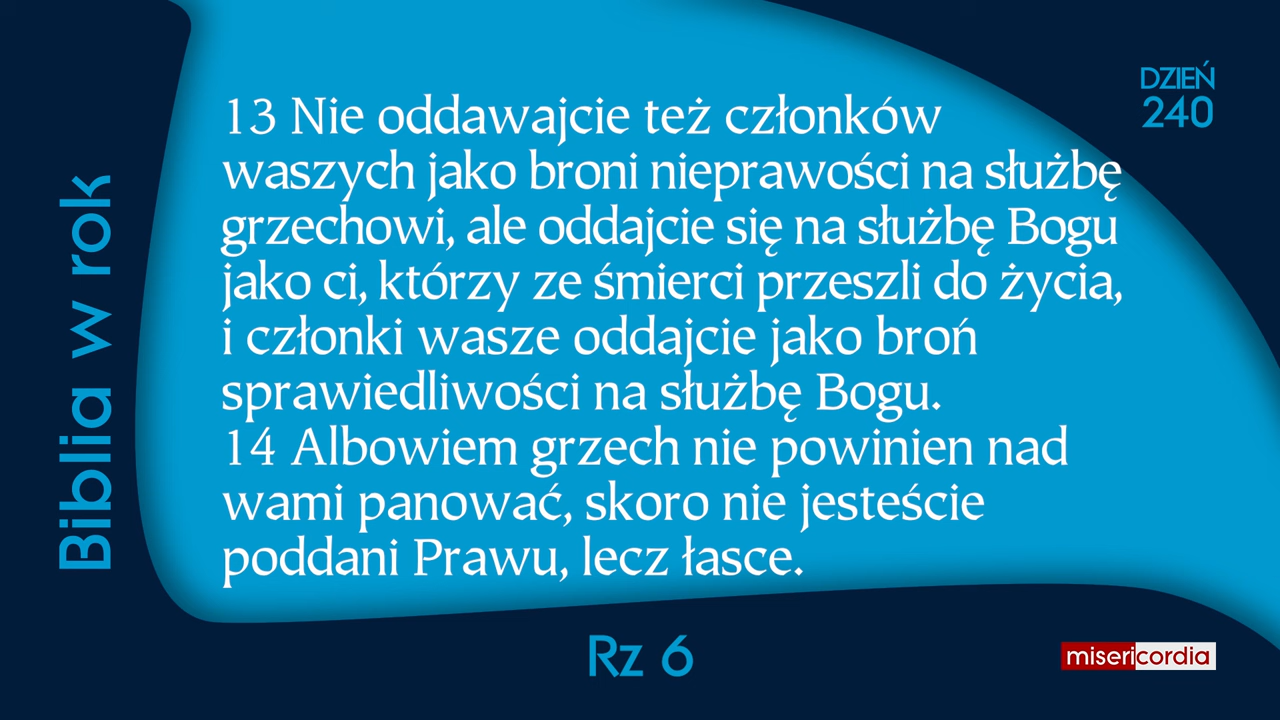 DZIEŃ
240
13 Nie oddawajcie też członków
waszych jako broni nieprawości na służbę
grzechowi, ale oddajcie się na służbę Bogu
jako ci, którzy ze śmierci przeszli do życia,
i członki wasze oddajcie jako broń
sprawiedliwości na służbę Bogu.
14 Albowiem grzech nie powinien nad
wami panować, skoro nie jesteście
poddani Prawu, lecz łasce.
Biblia w rok
Rz 6
misericordia